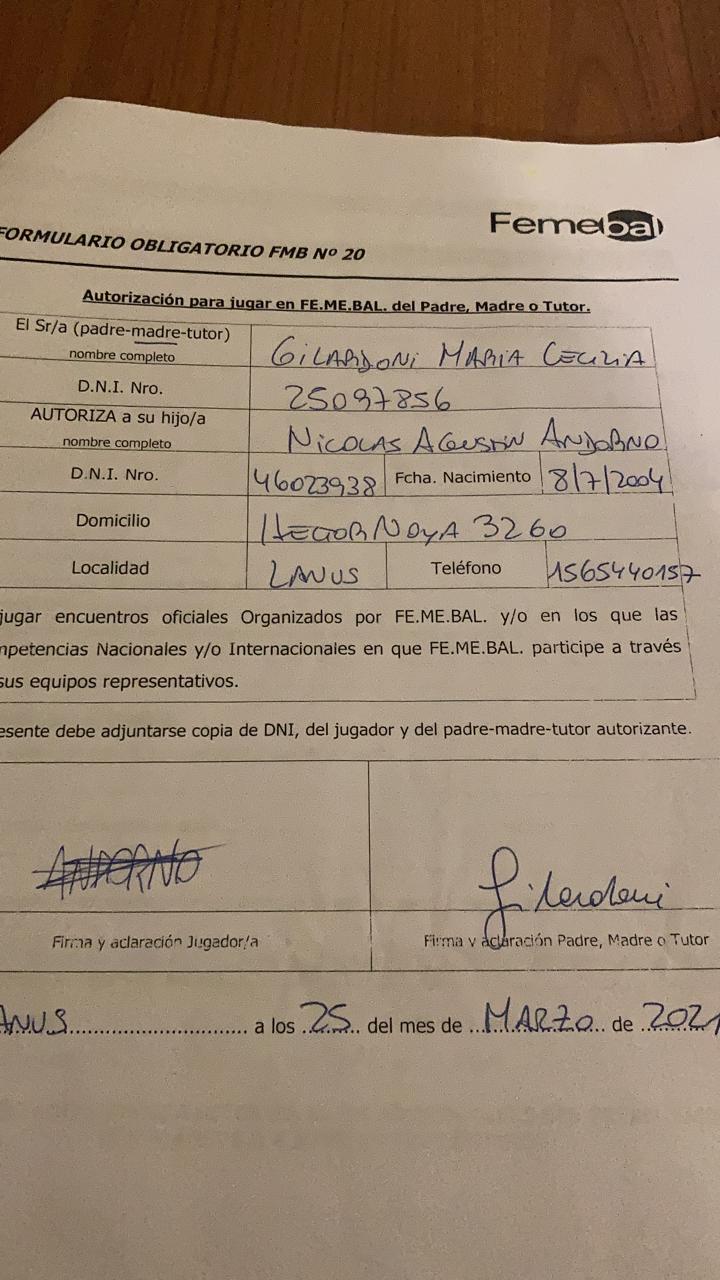 Femebal
FORMULARIO OBLIGATORIO FMB Nº 20
Autorización para jugar en FE.ME.BAL. del Padre, Madre o Tutor.
El Sr/a (padre-madre-tutor)
nombre completo
GILARDONI MARIA CECILIA
D.N.I. Nro.
25097856
AUTORIZA a su hijo/a
nombre completo
NICOLAS AGUSTIN ANDORNO
D.N.I. Nro.
46023938
Fcha. Nacimiento
8/7/2004
Domicilio
HECTOR NOYA 3260
Localidad
LANUS
Teléfono
1565440157
jugar encuentros oficiales Organizados por FE.ME.BAL. y/o en los que las
mpetencias Nacionales y/o Internacionales en que FE.ME.BAL. participe a través
sus equipos representativos.
esente debe adjuntarse copia de DNI, del jugador y del padre-madre-tutor autorizante.
ANDORNO
Gilardoni
Firma y aclaración Jugador/a
Firma y aclaración Padre, Madre o Tutor
ANUS............................ a los .25.. del mes de ..MARZO.. de .2021